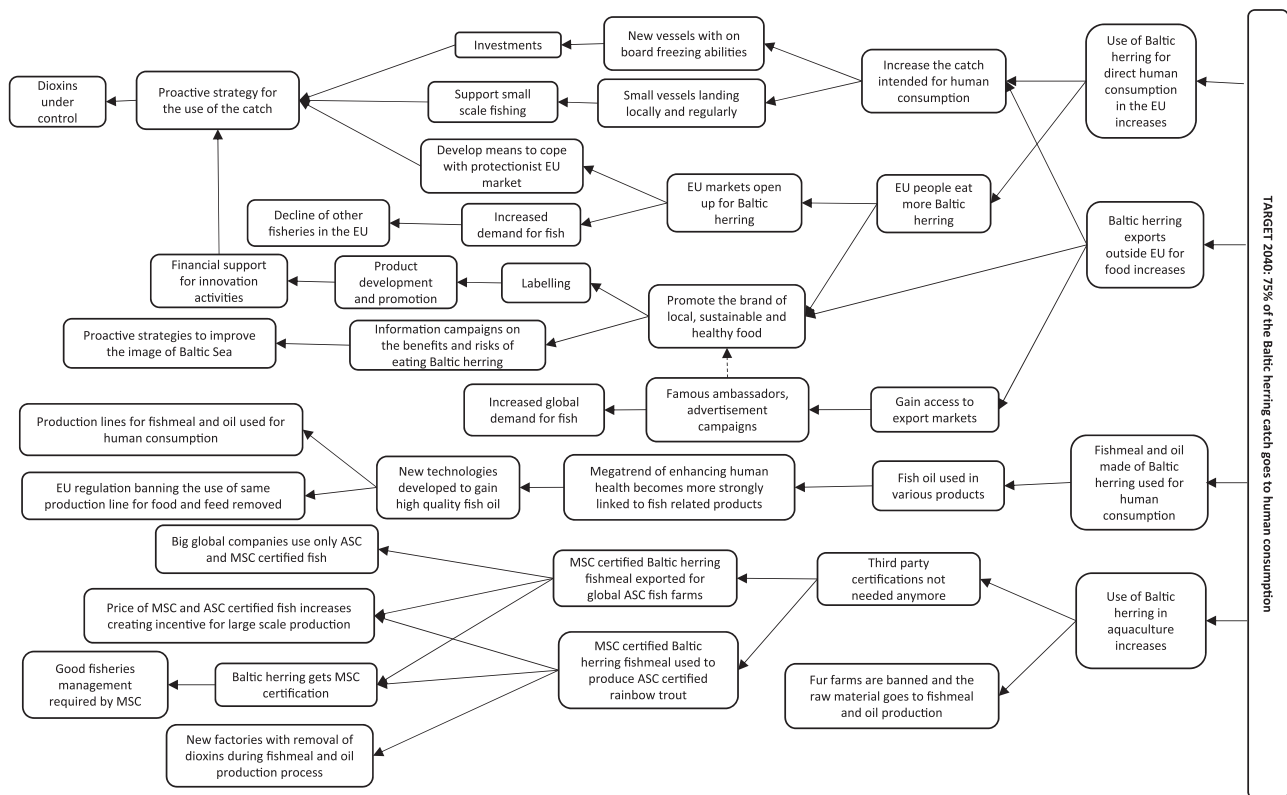 New vessels with on
board freezing abilities
Investments
Use of Baltic
herring for
direct human
consumption
in the EU
increases
Increase the catch
intended for human
consumption
Dioxins
under
control
Proactive strategy for
the use of the catch
Support small
scale fishing
Small vessels landing
locally and regularly
Develop means to cope
with protectionist EU
market
EU markets open
up for Baltic
herring
EU people eat
more Baltic
herring
Decline of other
fisheries in the EU
Increased
demand for fish
Baltic herring
exports
outside EU for
food increases
Financial support
for innovation
activities
Product
development
and promotion
Labelling
Promote the brand of
local, sustainable and
healthy food
Proactive strategies to improve
the image of Baltic Sea
Information campaigns on
the benefits and risks of
eating Baltic herring
Increased global
demand for fish
Famous ambassadors,
advertisement
campaigns
Gain access to
export markets
Production lines for fishmeal and oil used for
human consumption
EU regulation banning the use of same
production line for food and feed removed
New technologies
developed to gain
high quality fish oil
Megatrend of enhancing human
health becomes more strongly
linked to fish related products
Fish oil used in
various products
Fishmeal and oil
made of Baltic
herring used for
human
consumption
Big global companies use only ASC
and MSC certified fish
MSC certified Baltic herring
fishmeal exported for
global ASC fish farms
Third party
certifications not
needed anymore
Use of Baltic
herring in
aquaculture
increases
Price of MSC and ASC certified fish increases
creating incentive for large scale production
MSC certified Baltic
herring fishmeal used to
produce ASC certified
rainbow trout
Good fisheries
management
required by MSC
Baltic herring gets MSC
certification
Fur farms are banned and the
raw material goes to fishmeal
and oil production
New factories with removal of
dioxins during fishmeal and oil
production process
TARGET 2040: 75% of the Baltic herring catch goes to human consumption